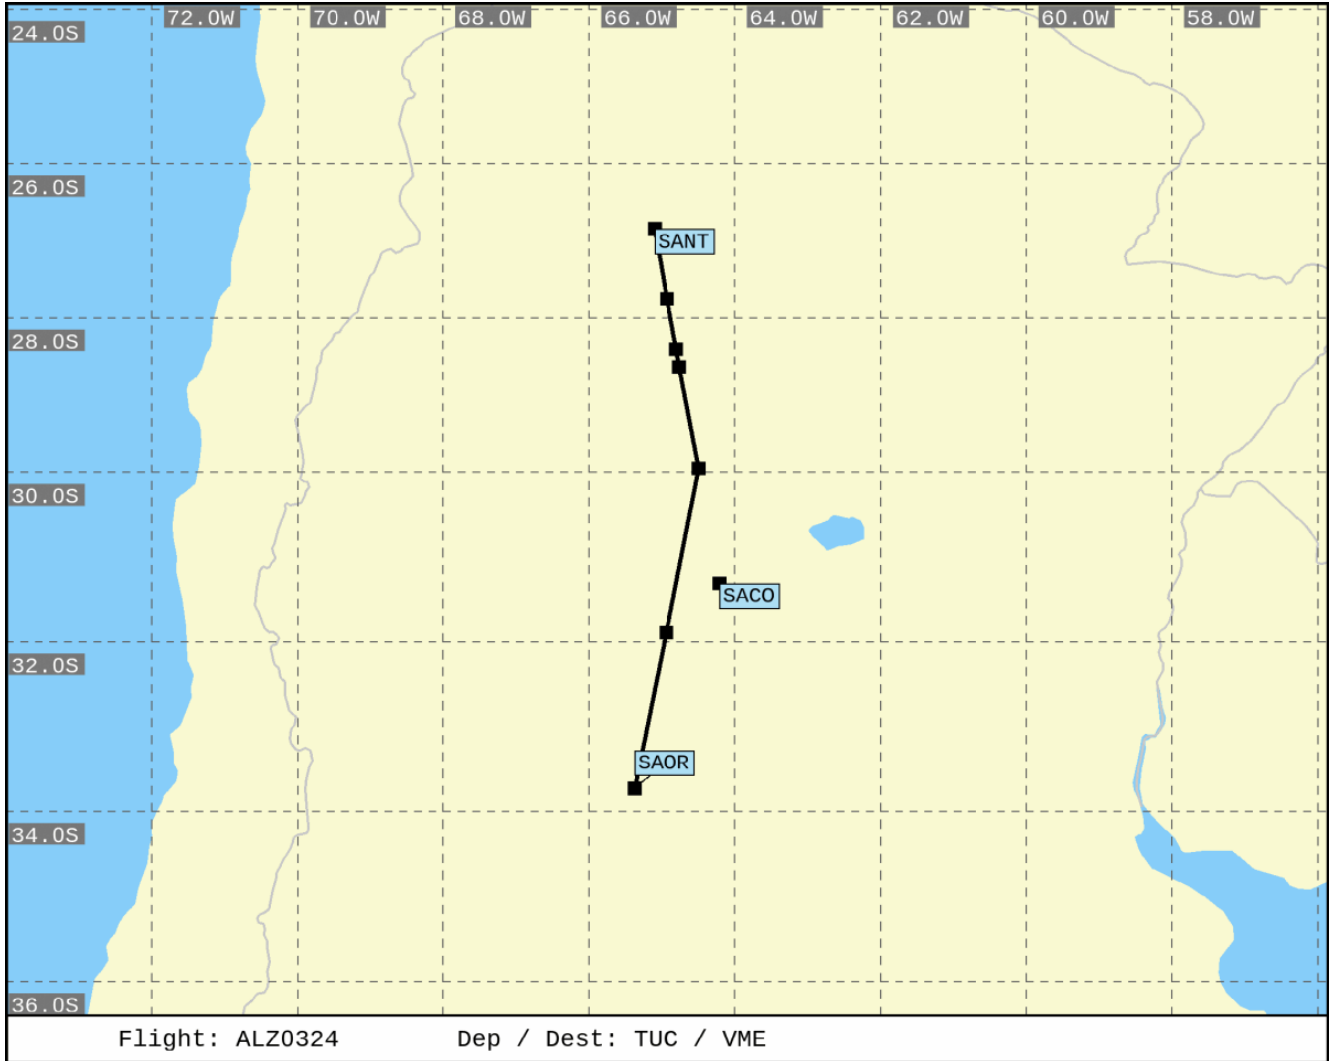 72.0W 70.0W 68.0W 66.0W 64.0W 62.0W 60.0W 58.0W
24.0S
26.0S
SANT
28.0S
30.0S
SACO
32.0S
SAOR
34.0S
36.0S
Flight: ALZ0324 Dep / Dest: TUC / VME